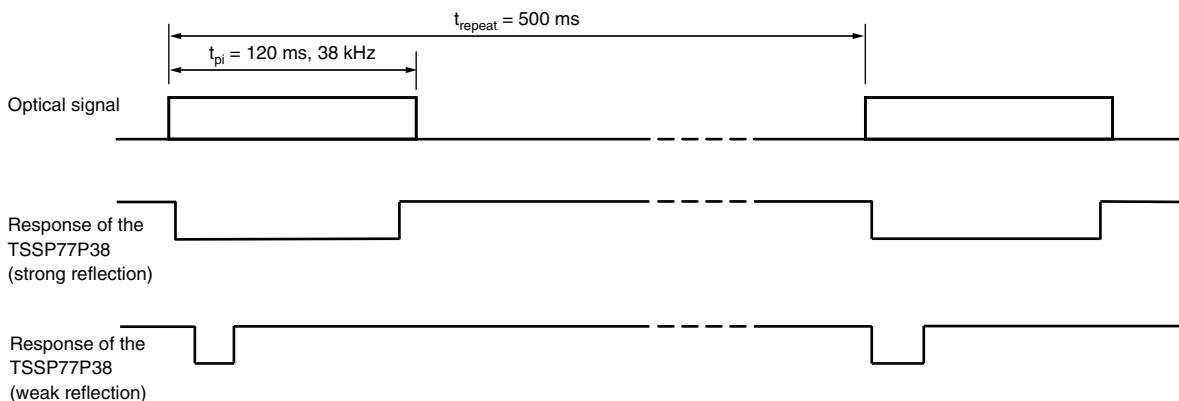 t_repeat = 500 ms
t_pi = 120 ms, 38 kHz
Optical signal
Response of the
TSSP77P38
(strong reflection)
Response of the
TSSP77P38
(weak reflection)